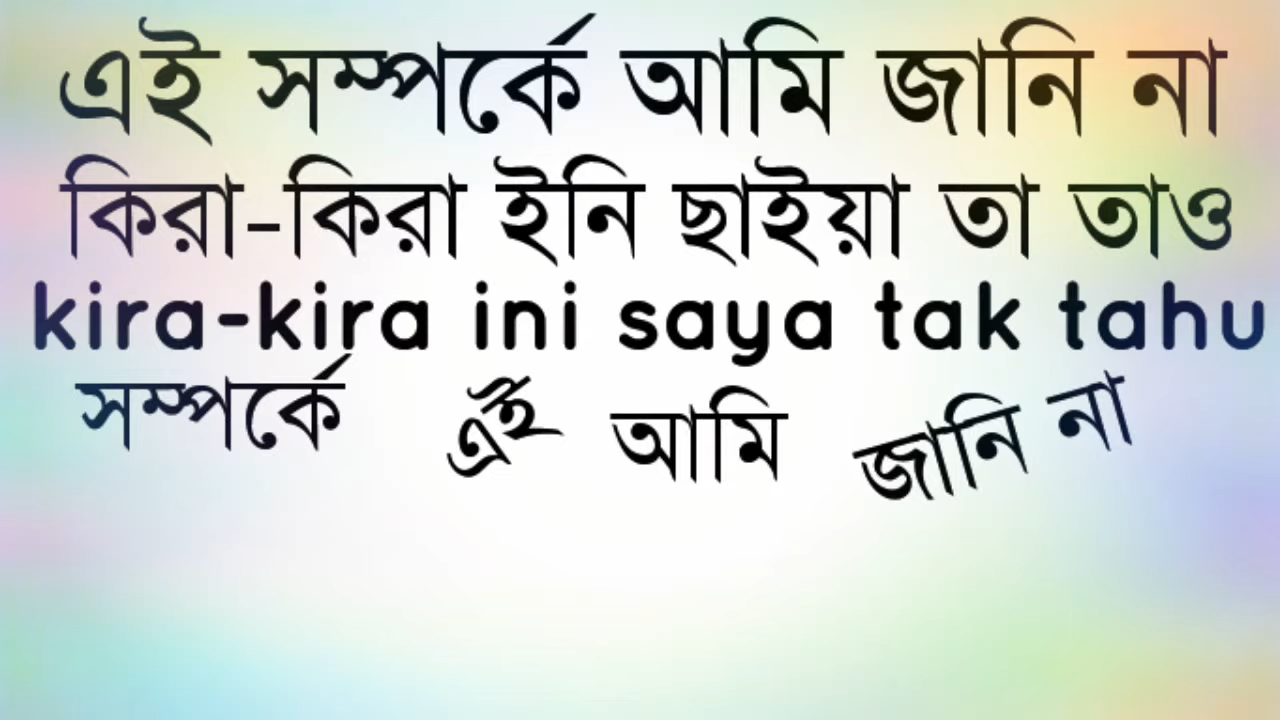 এই সম্পর্কে আমি জানি না
কিরা-কিরা ইনি ছাইয়া তা তাও
kira-kira ini saya tak tahu
সম্পর্কে এই আমি জানি না